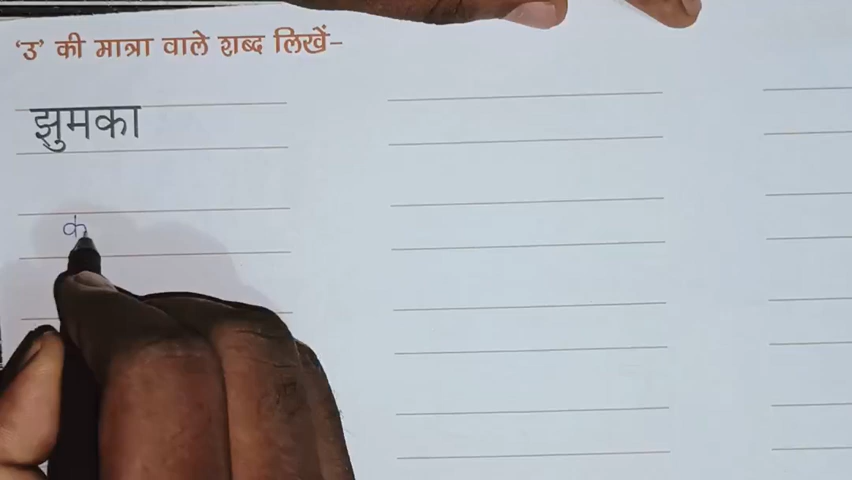 ‘उ’ की मात्रा वाले शब्द लिखें-
झुमका
क